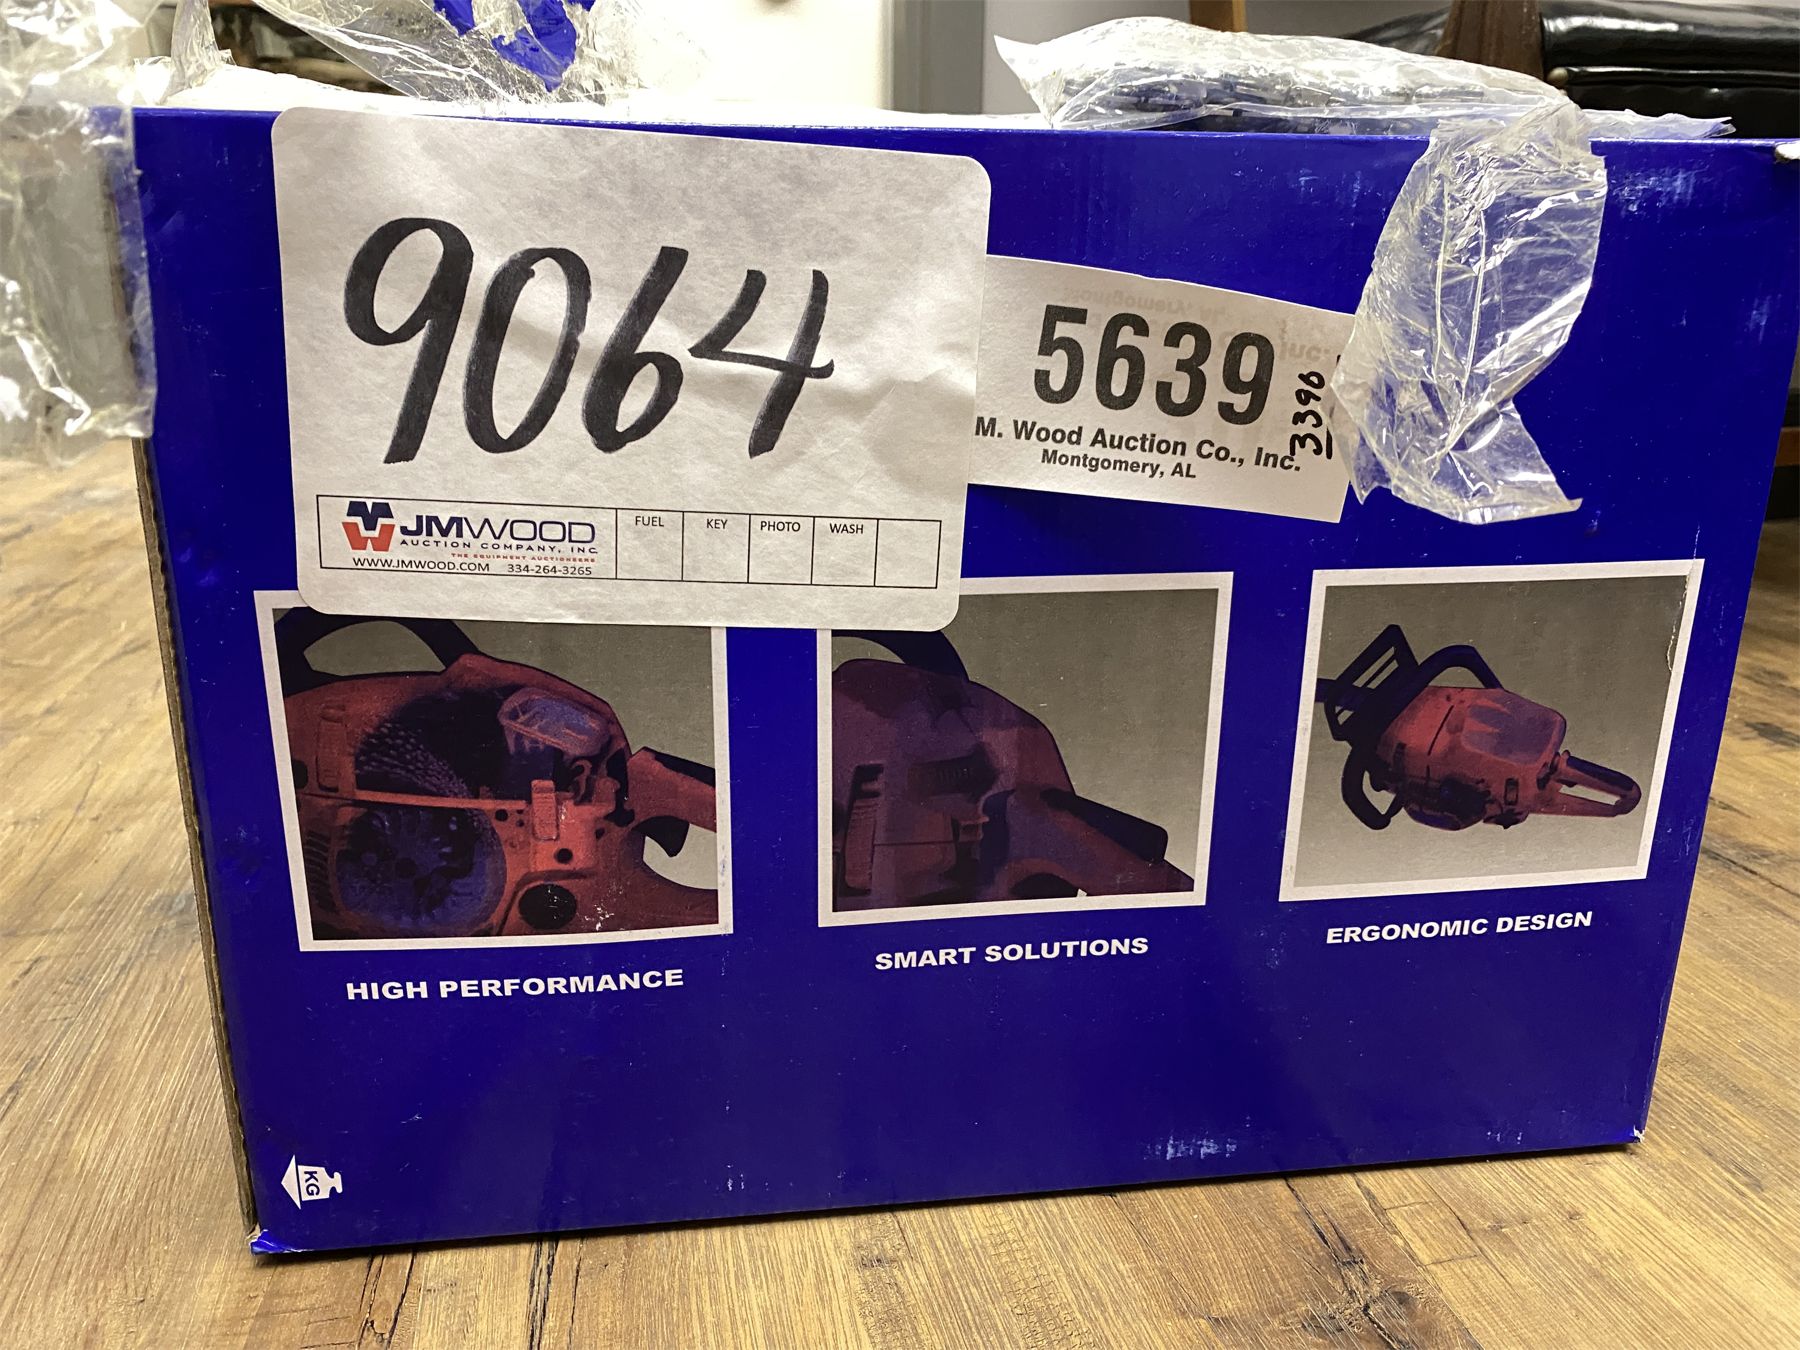 9064
JMWOOD
AUCTION COMPANY, INC
THE EQUIPMENT AUCTIONEERS
WWW.JMWOOD.COM 334-264-3265
FUEL KEY PHOTO WASH
5639
M. Wood Auction Co., Inc.
Montgomery, AL
3390
HIGH PERFORMANCE
SMART SOLUTIONS
ERGONOMIC DESIGN
KG